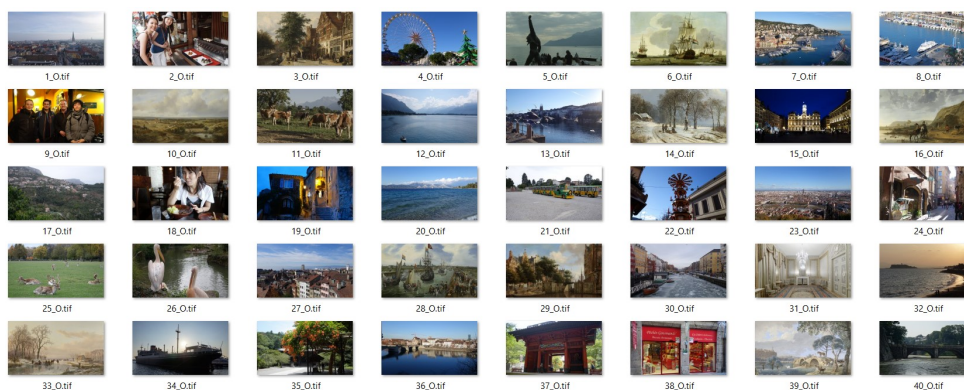 1_O.tif 2_O.tif 3_O.tif 4_O.tif 5_O.tif 6_O.tif 7_O.tif 8_O.tif
9_O.tif 10_O.tif 11_O.tif 12_O.tif 13_O.tif 14_O.tif 15_O.tif 16_O.tif
17_O.tif 18_O.tif 19_O.tif 20_O.tif 21_O.tif 22_O.tif 23_O.tif 24_O.tif
25_O.tif 26_O.tif 27_O.tif 28_O.tif 29_O.tif 30_O.tif 31_O.tif 32_O.tif
33_O.tif 34_O.tif 35_O.tif 36_O.tif 37_O.tif 38_O.tif 39_O.tif 40_O.tif